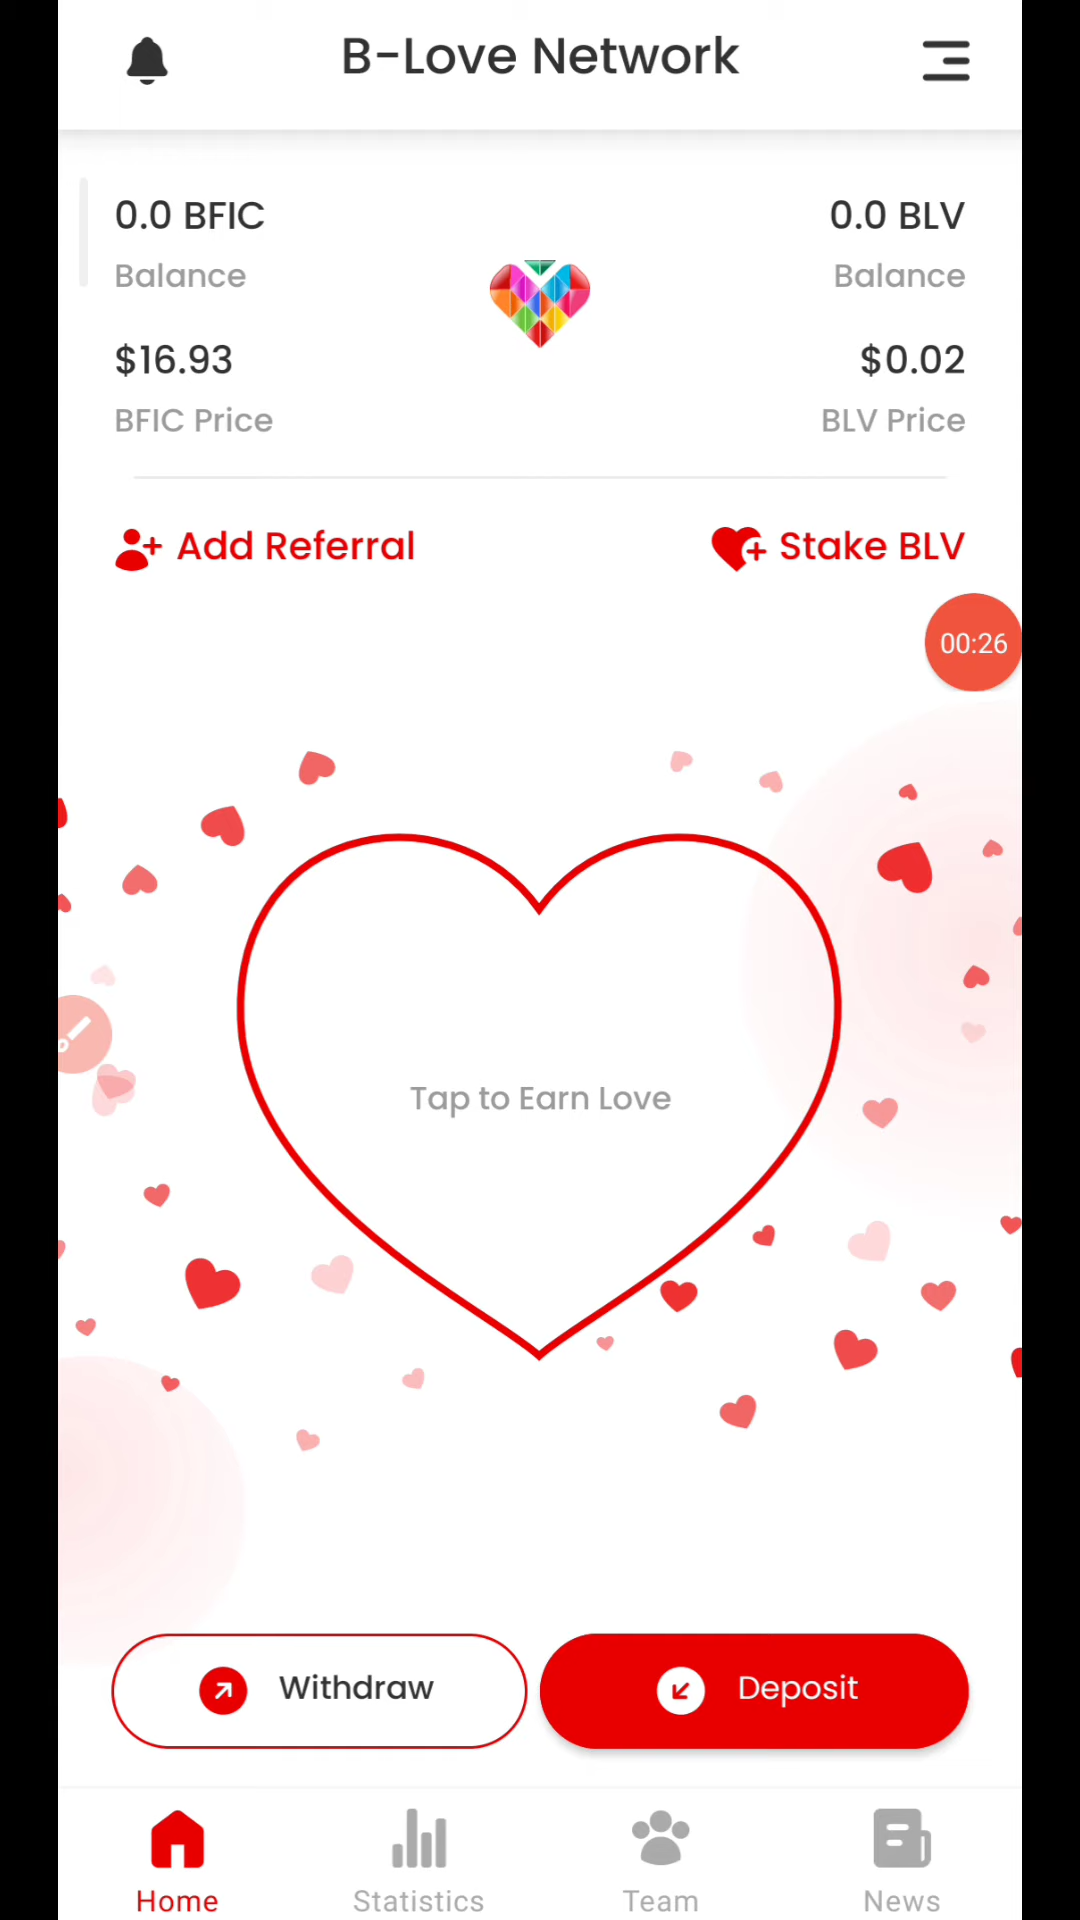 B-Love Network
0.0 BFIC
Balance
0.0 BLV
Balance
$16.93
BFIC Price
$0.02
BLV Price
Add Referral
Stake BLV
00:26
Tap to Earn Love
Withdraw
Deposit
Home
Statistics
Team
News